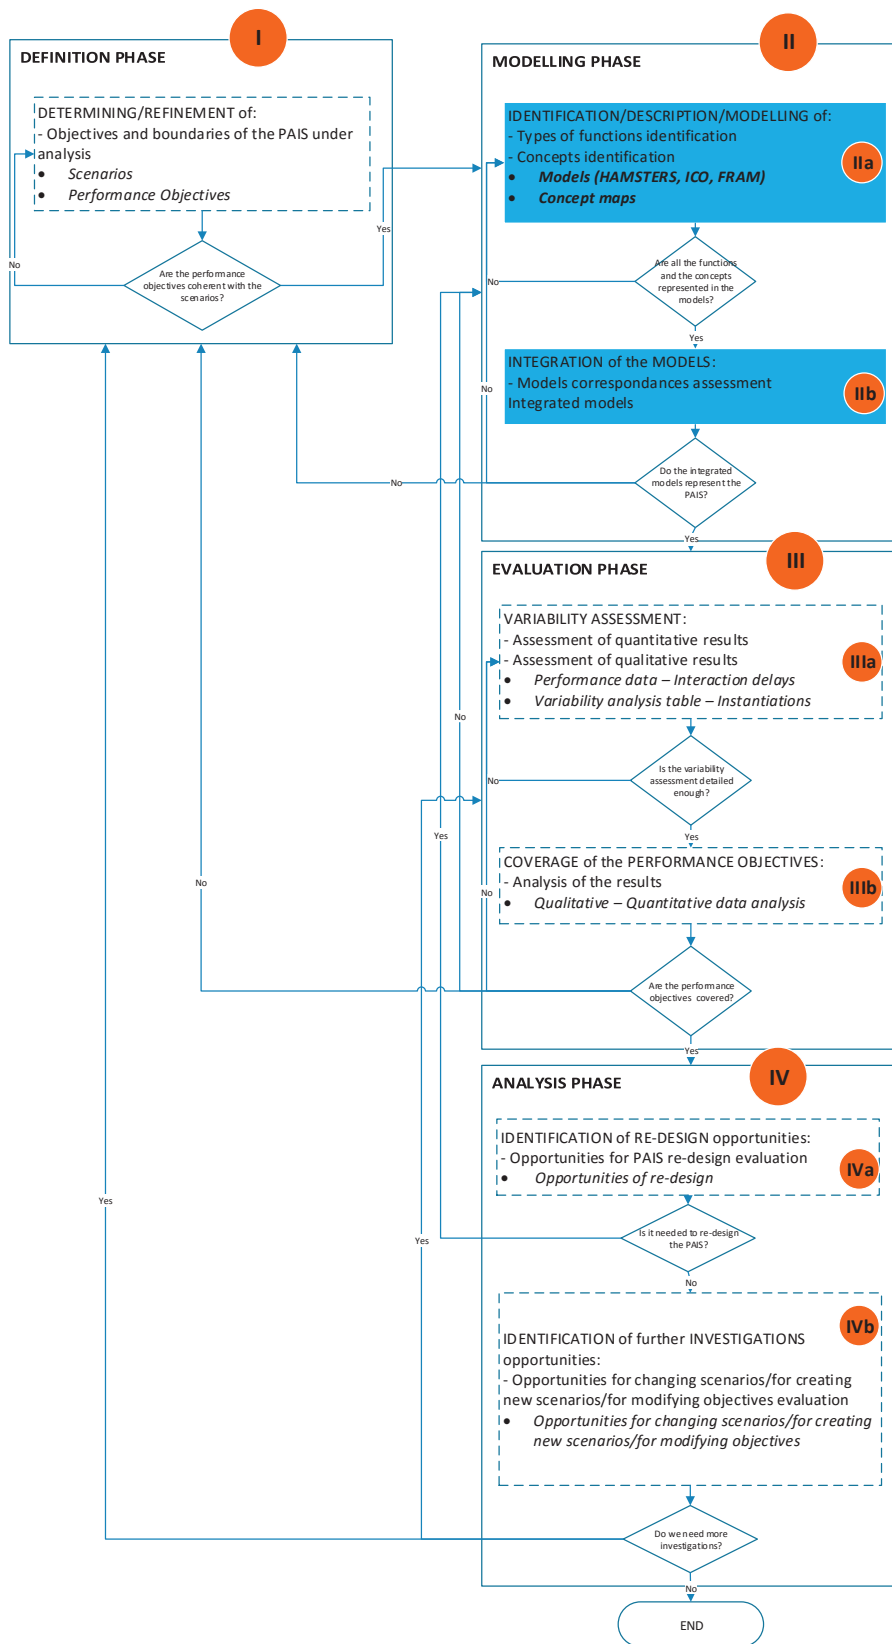 I
DEFINITION PHASE
DETERMINING/REFINEMENT of:
- Objectives and boundaries of the PAIS under
analysis
• Scenarios
• Performance Objectives
Yes
No
Are the performance
objectives coherent with the
scenarios?
II
MODELLING PHASE
IDENTIFICATION/DESCRIPTION/MODELLING of:
- Types of functions identification
- Concepts identification
• Models (HAMSTERS, ICO, FRAM)
• Concept maps
IIa
Are all the functions
and the concepts
represented in the
models?
No
Yes
INTEGRATION of the MODELS:
- Models correspondances assessment
Integrated models
IIb
No
Do the integrated
models represent the
PAIS?
No
Yes
III
EVALUATION PHASE
VARIABILITY ASSESSMENT:
- Assessment of quantitative results
- Assessment of qualitative results
• Performance data – Interaction delays
• Variability analysis table – Instantiations
IIIa
No
Is the variability
assessment detailed
enough?
No
Yes
Yes
COVERAGE of the PERFORMANCE OBJECTIVES:
- Analysis of the results
• Qualitative – Quantitative data analysis
IIIb
No
No
Are the performance
objectives covered?
Yes
IV
ANALYSIS PHASE
IDENTIFICATION of RE-DESIGN opportunities:
- Opportunities for PAIS re-design evaluation
• Opportunities of re-design
IVa
Yes
Yes
Is it needed to re-design
the PAIS?
No
IVb
IDENTIFICATION of further INVESTIGATIONS
opportunities:
- Opportunities for changing scenarios/for creating
new scenarios/for modifying objectives evaluation
• Opportunities for changing scenarios/for creating
new scenarios/for modifying objectives
Do we need more
investigations?
No
END